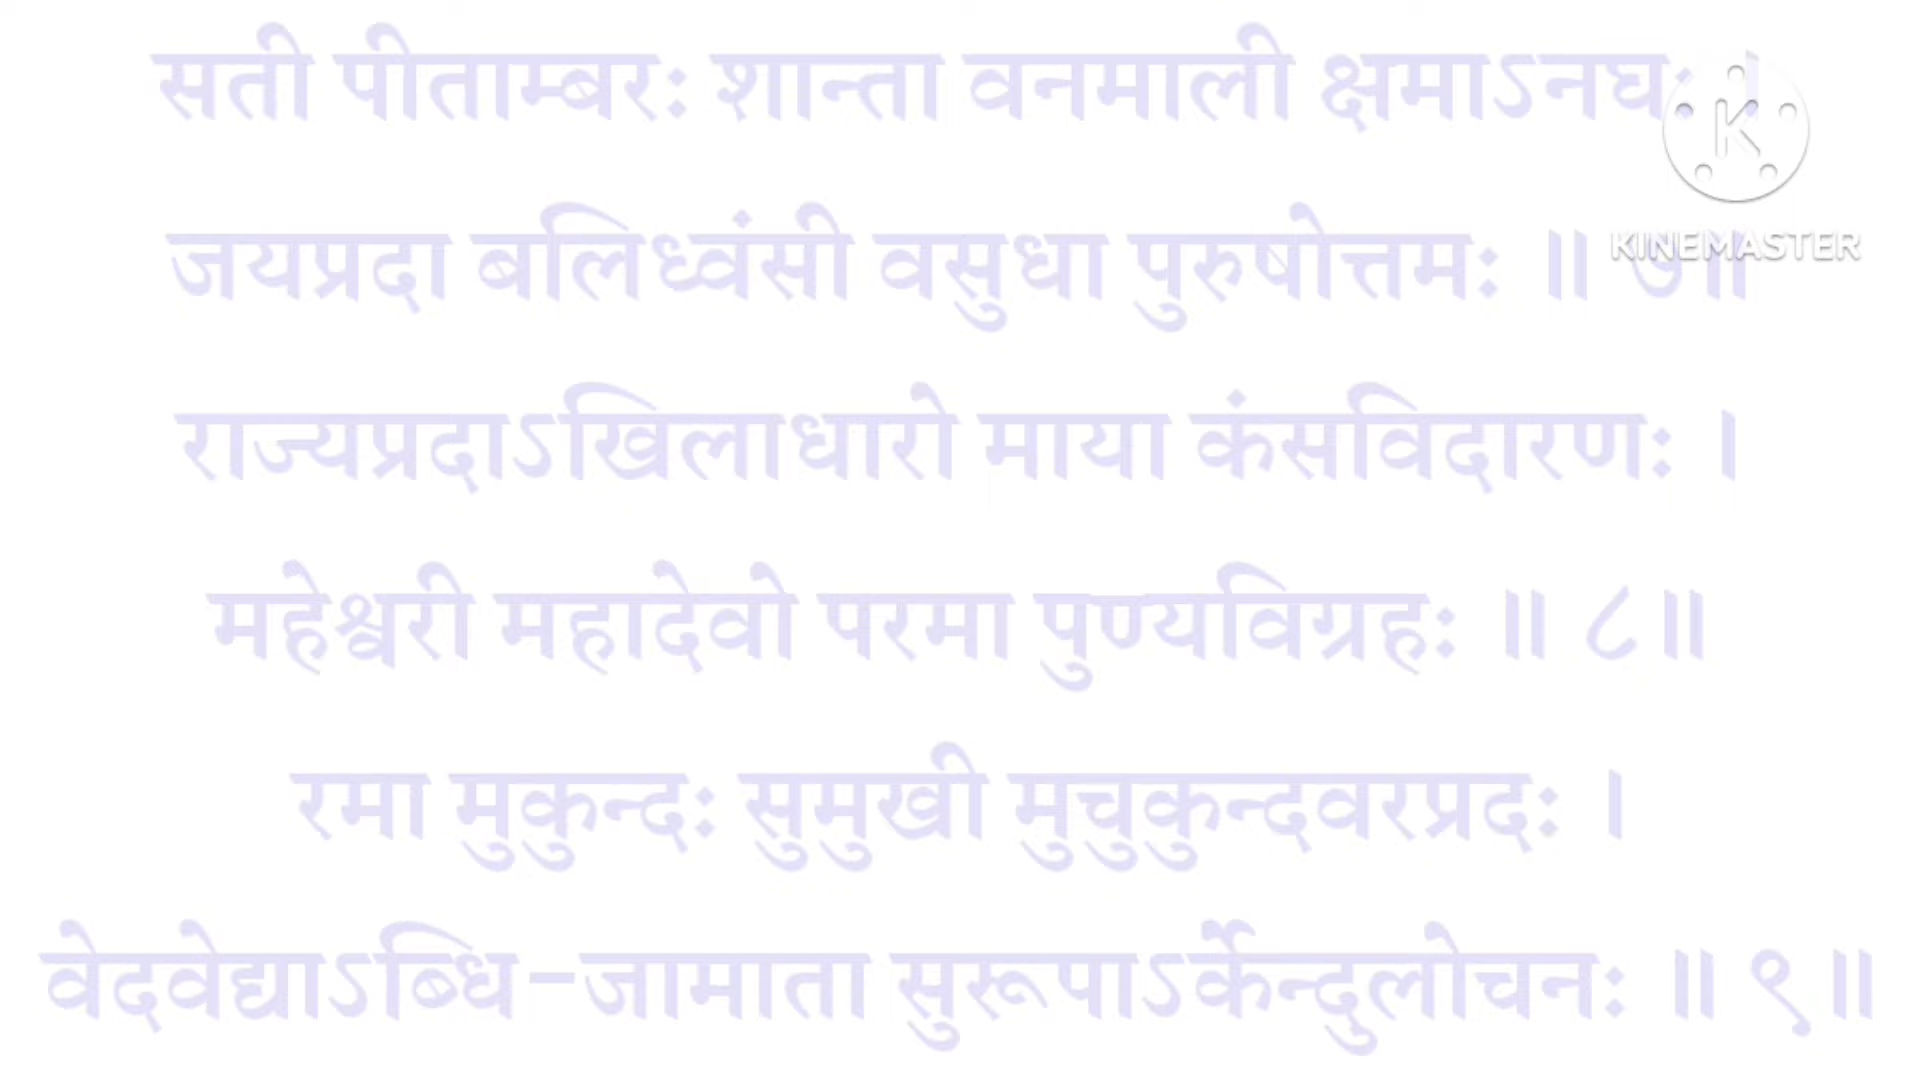 सती पीताम्बरः शान्ता वनमाली क्षमाऽनघः ।
जयप्रदा बलिध्वंसी वसुधा पुरुषोत्तमः ॥ ७॥
KINEMASTER
राज्यप्रदाऽखिलाधारो माया कंसविदारणः ।
महेश्वरी महादेवो परमा पुण्यविग्रहः ॥ ८॥
रमा मुकुन्दः सुमुखी मुचुकुन्दवरप्रदः ।
वेदवेद्याऽब्धि-जामाता सुरूपाऽर्केन्दुलोचनः ॥ ९॥